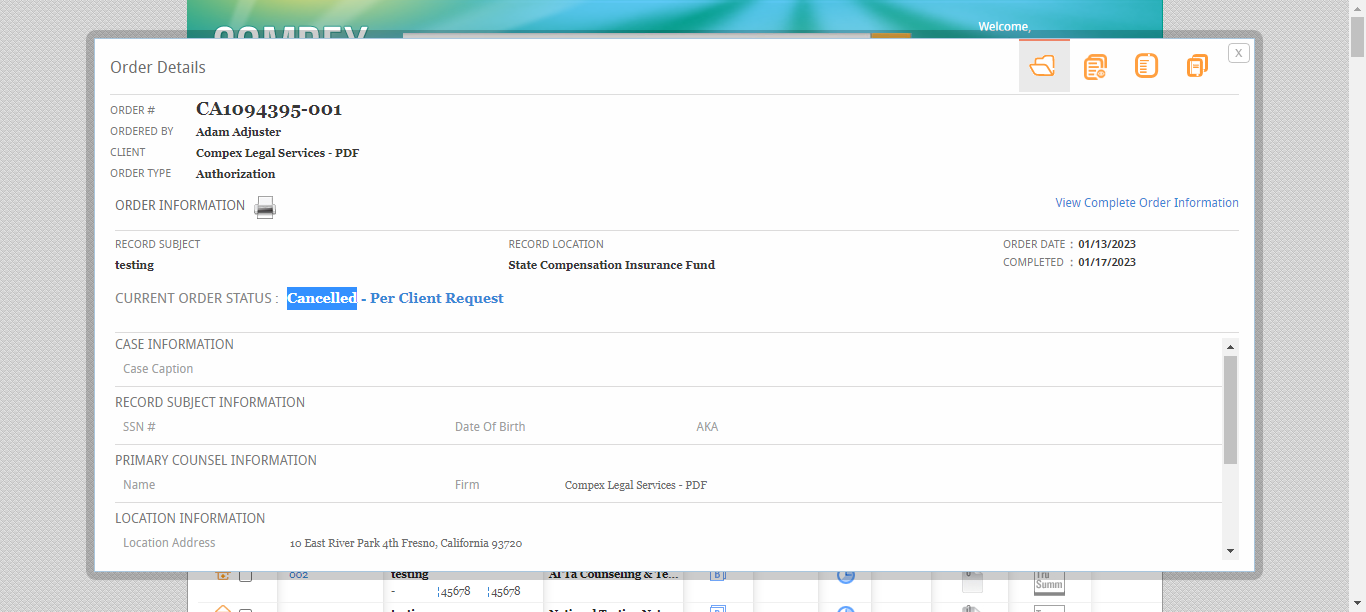 COMPEX
Welcome,
Order Details
X
ORDER # CA1094395-001
ORDERED BY Adam Adjuster
CLIENT Compex Legal Services - PDF
ORDER TYPE Authorization
ORDER INFORMATION
View Complete Order Information
RECORD SUBJECT RECORD LOCATION ORDER DATE : 01/13/2023
testing State Compensation Insurance Fund COMPLETED : 01/17/2023
CURRENT ORDER STATUS : Cancelled - Per Client Request
CASE INFORMATION
Case Caption
RECORD SUBJECT INFORMATION
SSN # Date Of Birth AKA
PRIMARY COUNSEL INFORMATION
Name Firm Compex Legal Services - PDF
LOCATION INFORMATION
Location Address 10 East River Park 4th Fresno, California 93720
002 testing Al Ta Counseling & Te... Tru
- 45678 45678 Summ